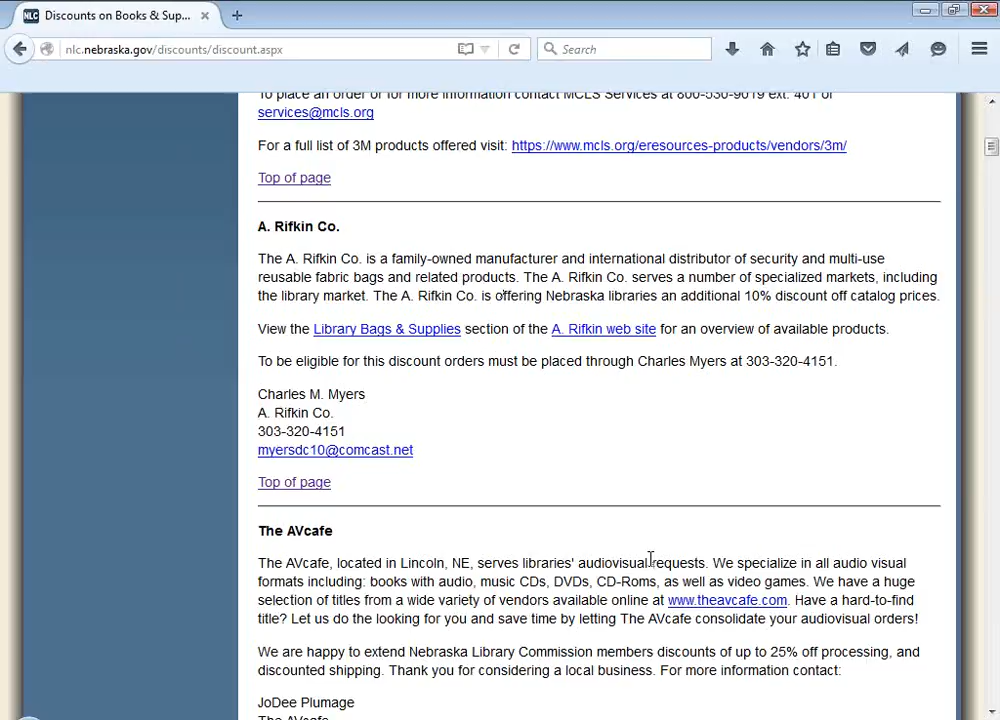 NLC Discounts on Books & Sup...
nlc.nebraska.gov/discounts/discount.aspx
Search
To place an order or for more information contact MCLS Services at 800-530-9019 ext. 401 or
services@mcls.org
For a full list of 3M products offered visit: https://www.mcls.org/eresources-products/vendors/3m/
Top of page
A. Rifkin Co.
The A. Rifkin Co. is a family-owned manufacturer and international distributor of security and multi-use
reusable fabric bags and related products. The A. Rifkin Co. serves a number of specialized markets, including
the library market. The A. Rifkin Co. is offering Nebraska libraries an additional 10% discount off catalog prices.
View the Library Bags & Supplies section of the A. Rifkin web site for an overview of available products.
To be eligible for this discount orders must be placed through Charles Myers at 303-320-4151.
Charles M. Myers
A. Rifkin Co.
303-320-4151
myersdc10@comcast.net
Top of page
The AVcafe
The AVcafe, located in Lincoln, NE, serves libraries' audiovisual requests. We specialize in all audio visual
formats including: books with audio, music CDs, DVDs, CD-Roms, as well as video games. We have a huge
selection of titles from a wide variety of vendors available online at www.theavcafe.com. Have a hard-to-find
title? Let us do the looking for you and save time by letting The AVcafe consolidate your audiovisual orders!
We are happy to extend Nebraska Library Commission members discounts of up to 25% off processing, and
discounted shipping. Thank you for considering a local business. For more information contact:
JoDee Plumage
The AVcafe